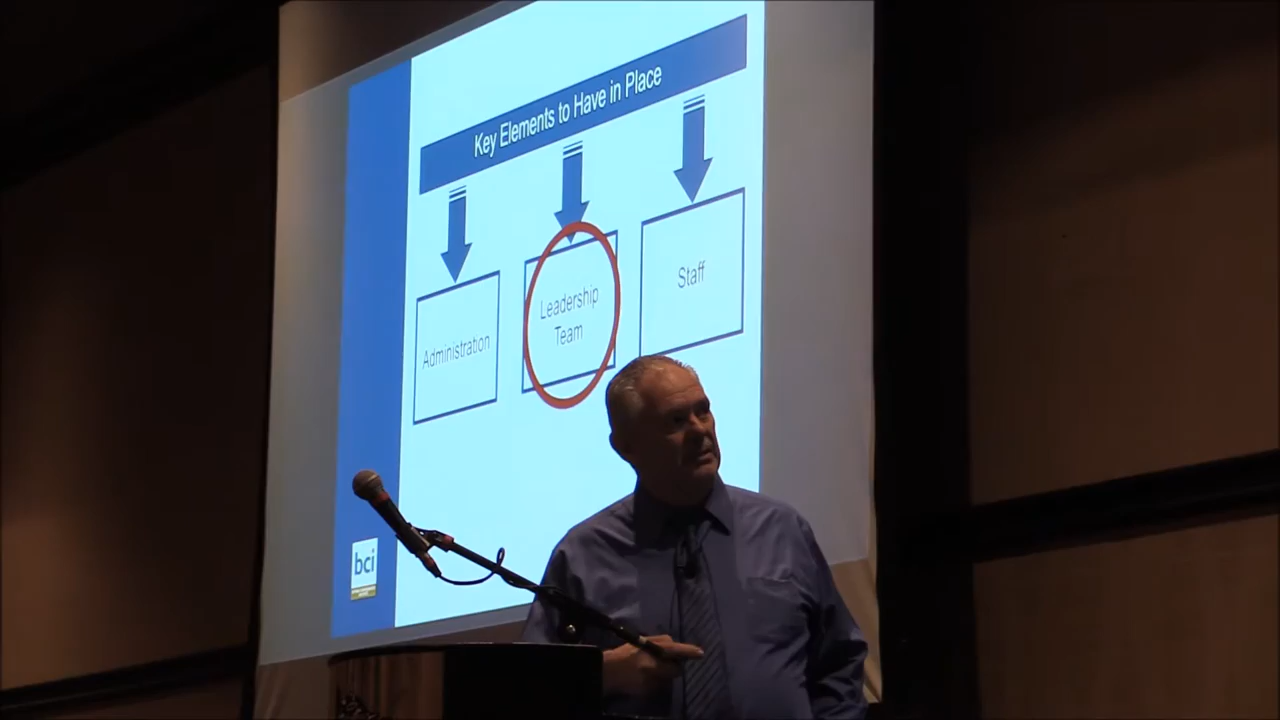 Key Elements to Have in Place
Administration
Leadership
Team
Staff
bci